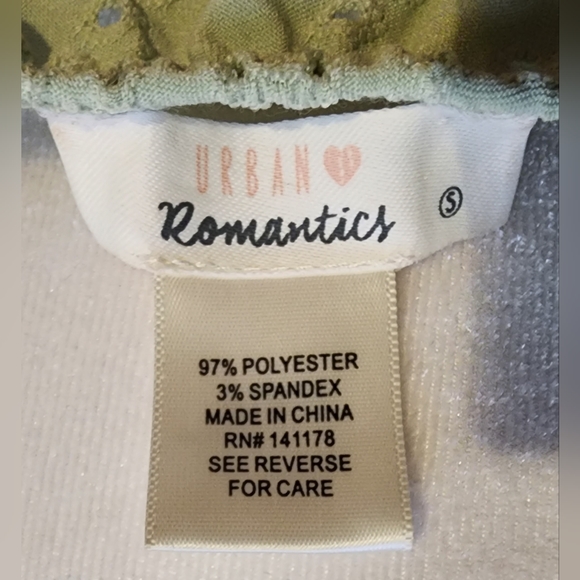 URBAN
Romantics
S
97% POLYESTER
3% SPANDEX
MADE IN CHINA
RN# 141178
SEE REVERSE
FOR CARE